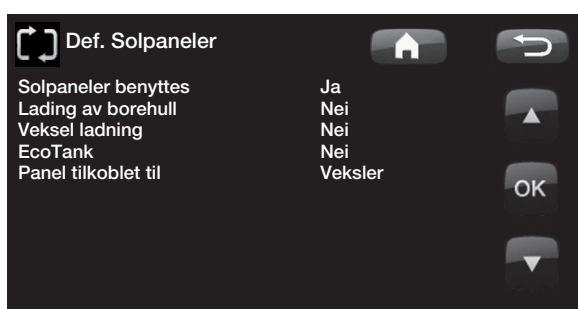 Def. Solpaneler
Solpaneler benyttes Ja
Lading av borehull Nei
Veksel ladning Nei
EcoTank Nei
Panel tilkoblet til Veksler
OK